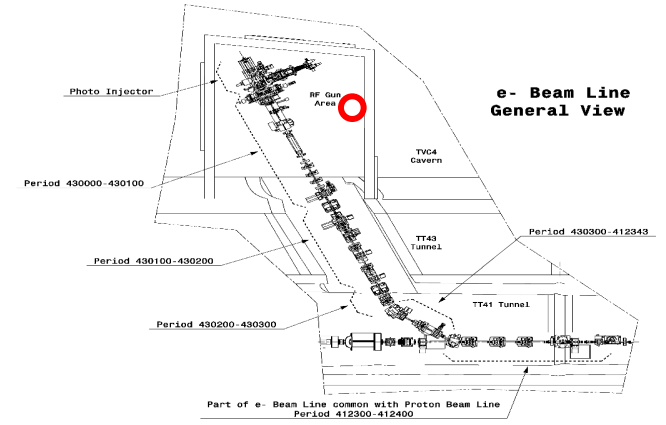 e- Beam Line
General View
Photo Injector
RF Gun
Area
TVC4
Cavern
Period 430000-430100
TT43
Tunnel
Period 430300-412343
Period 430100-430200
TT41 Tunnel
Period 430200-430300
Part of e- Beam Line common with Proton Beam Line
Period 412300-412400